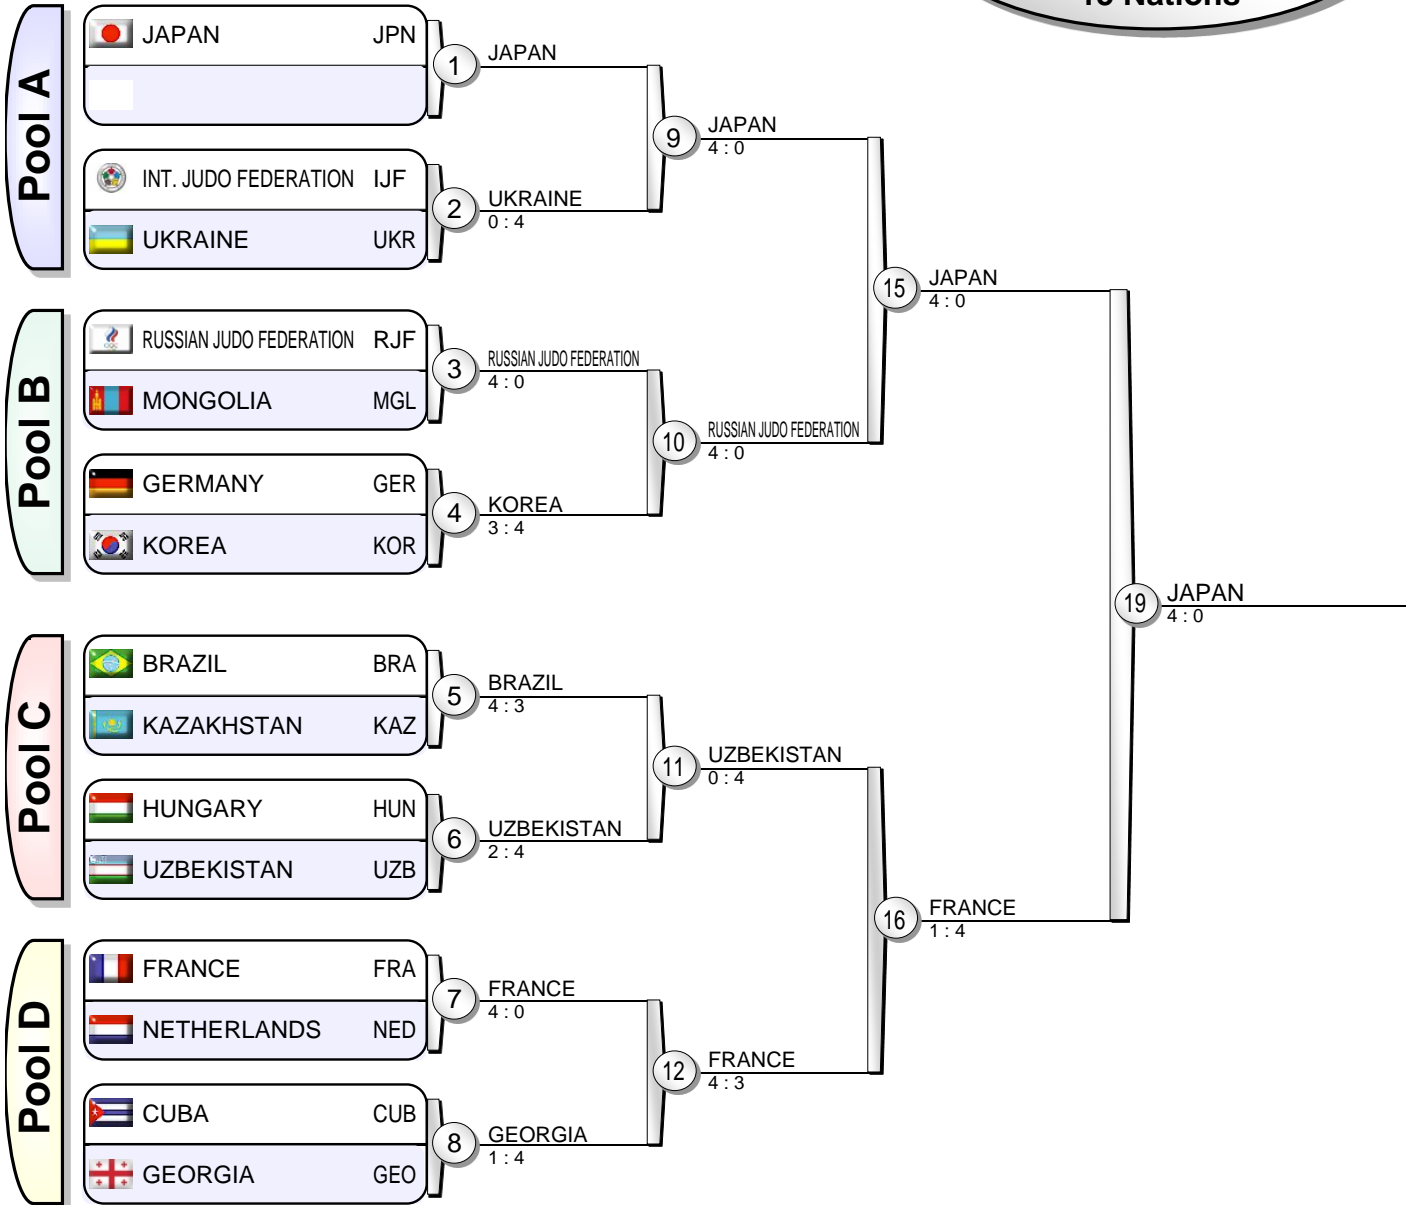 Nations
Pool A
JAPAN JPN
INT. JUDO FEDERATION IJF
UKRAINE UKR
1
JAPAN
2
UKRAINE
0 : 4
9
JAPAN
4 : 0
Pool B
RUSSIAN JUDO FEDERATION RJF
MONGOLIA MGL
GERMANY GER
KOREA KOR
3
RUSSIAN JUDO FEDERATION
4 : 0
4
KOREA
3 : 4
10
RUSSIAN JUDO FEDERATION
4 : 0
15
JAPAN
4 : 0
Pool C
BRAZIL BRA
KAZAKHSTAN KAZ
HUNGARY HUN
UZBEKISTAN UZB
5
BRAZIL
4 : 3
6
UZBEKISTAN
2 : 4
11
UZBEKISTAN
0 : 4
Pool D
FRANCE FRA
NETHERLANDS NED
CUBA CUB
GEORGIA GEO
7
FRANCE
4 : 0
8
GEORGIA
1 : 4
12
FRANCE
4 : 3
16
FRANCE
1 : 4
19
JAPAN
4 : 0